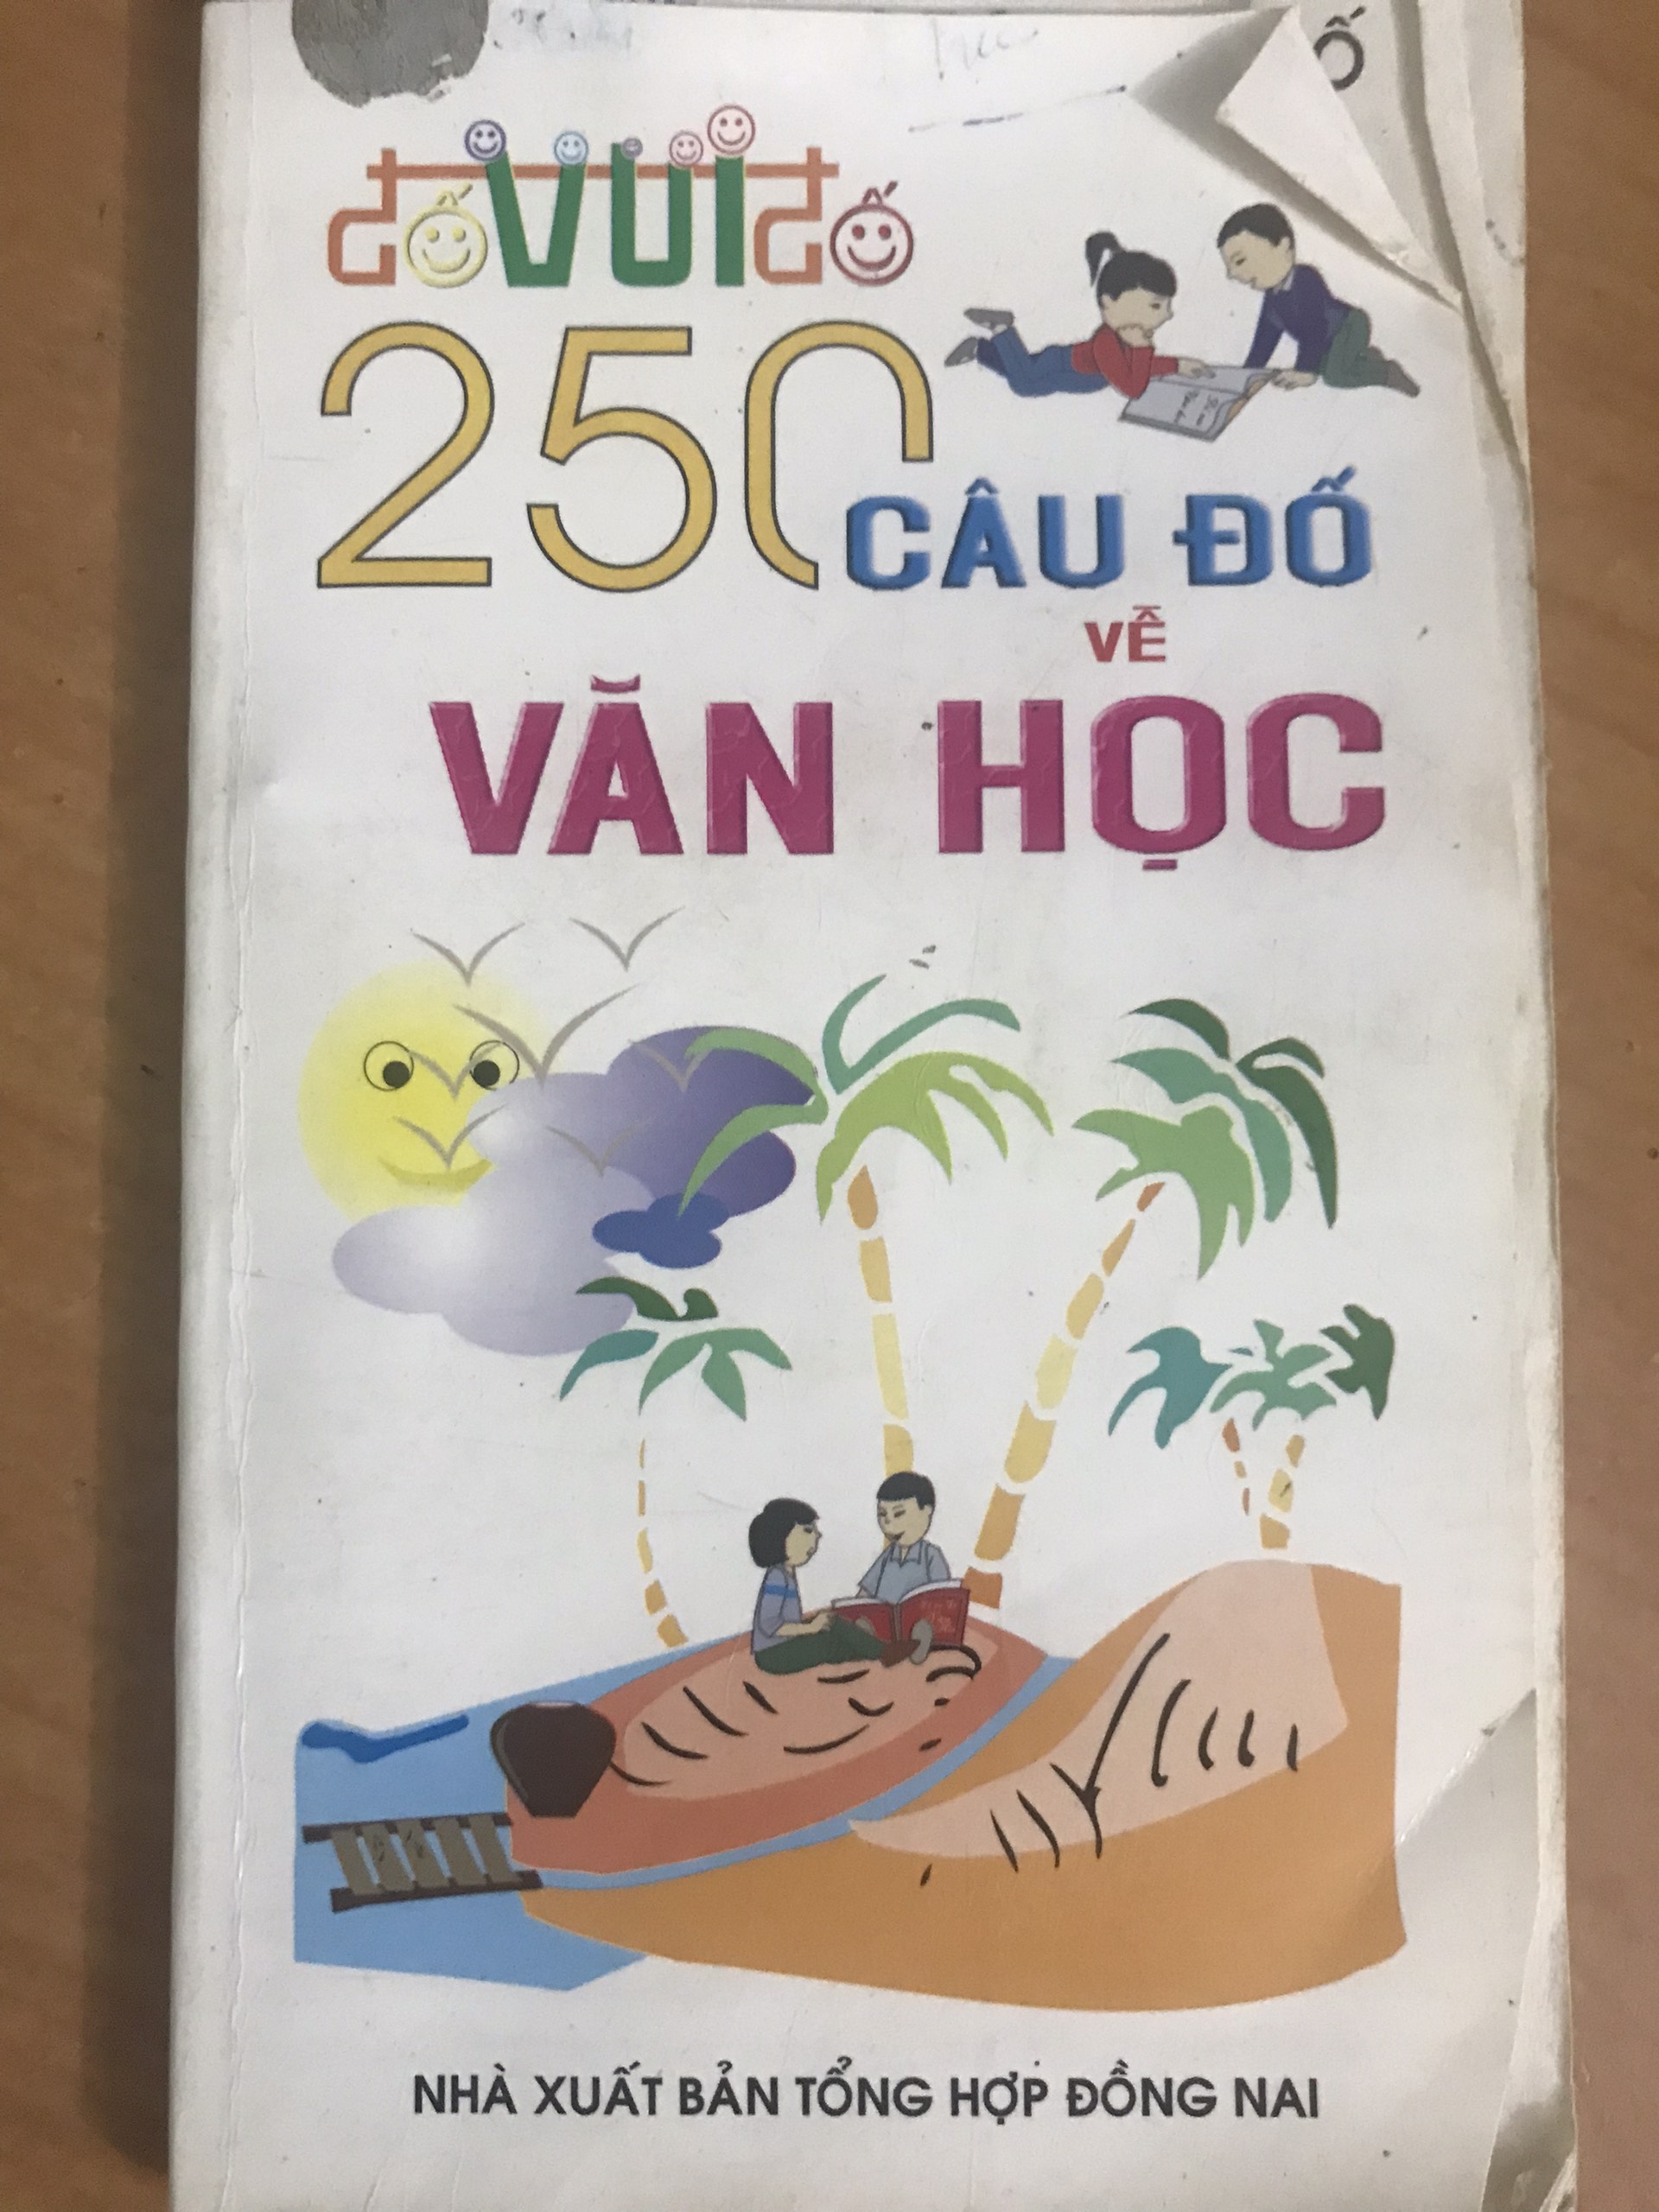 Ố
đố VUI đố
250 CÂU ĐỐ
VỀ
VĂN HỌC
NHÀ XUẤT BẢN TỔNG HỢP ĐỒNG NAI